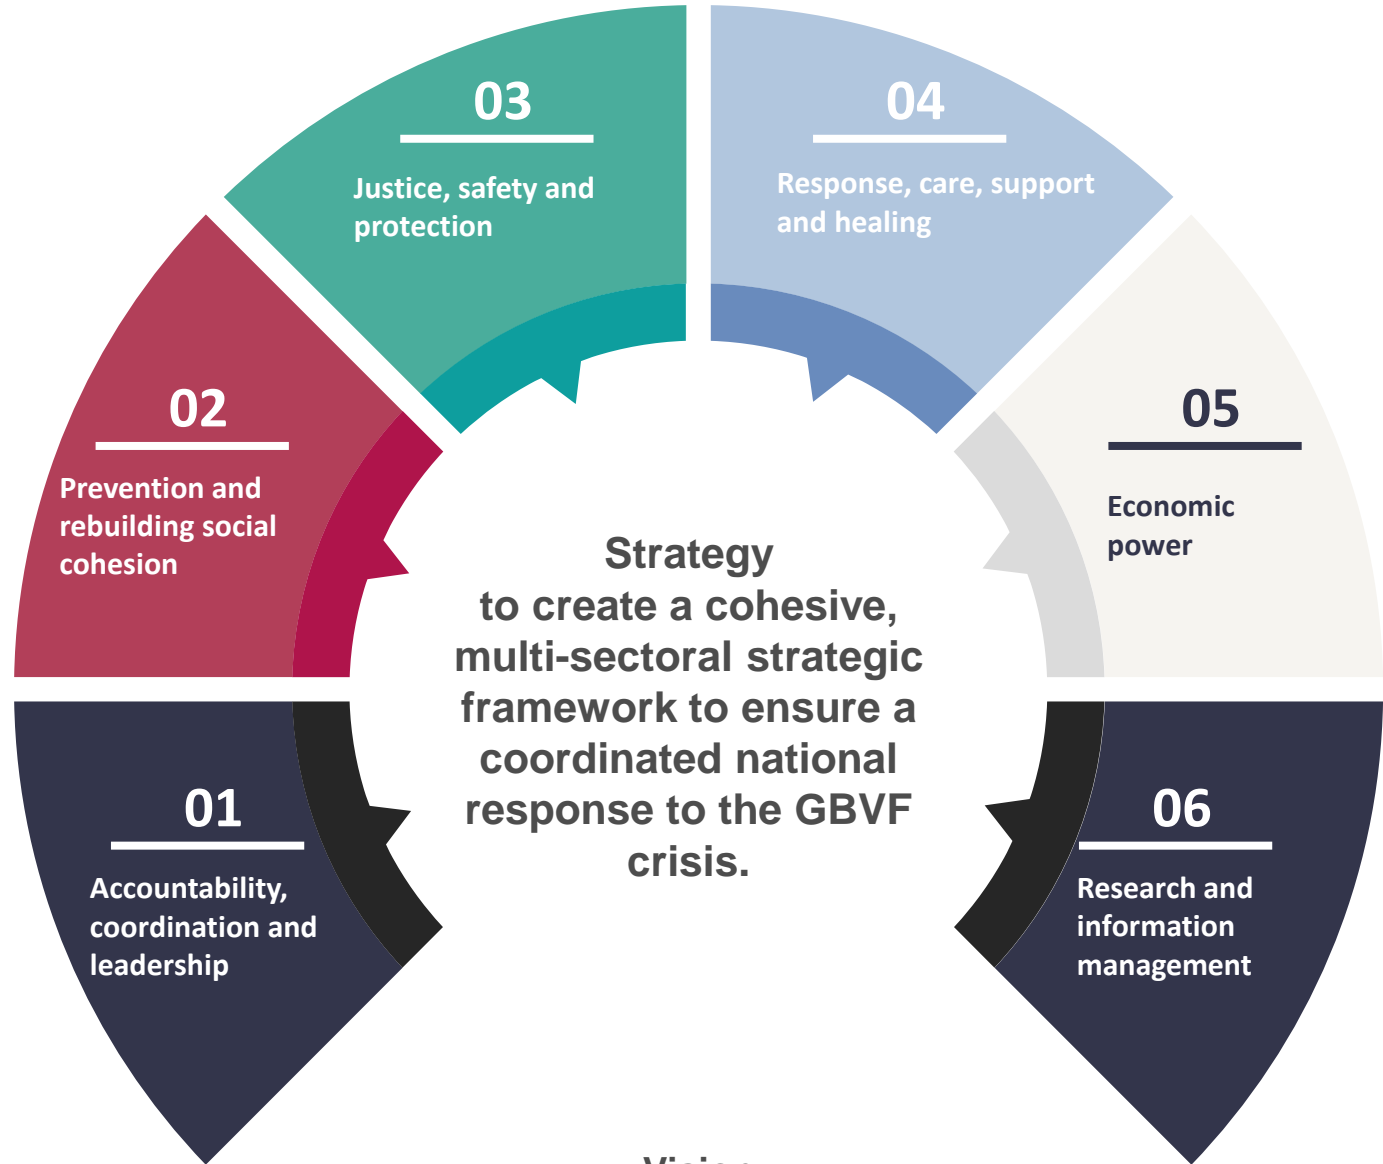 03
Justice, safety and
protection
04
Response, care, support
and healing
02
Prevention and
rebuilding social
cohesion
05
Economic
power
Strategy
to create a cohesive,
multi-sectoral strategic
framework to ensure a
coordinated national
response to the GBVF
crisis.
01
Accountability,
coordination and
leadership
06
Research and
information
management
Vision